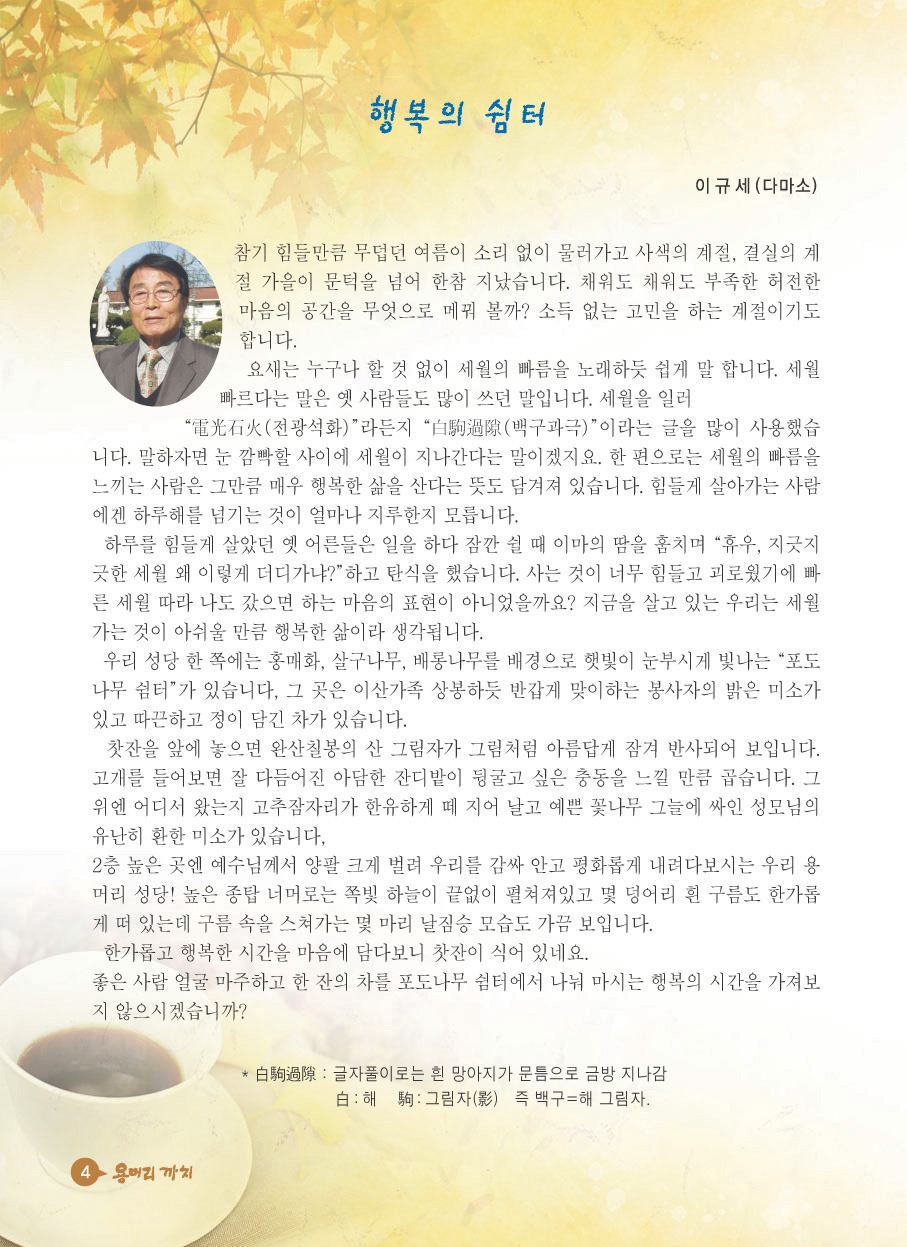 행복의 쉼터
이 규 세 (다마소)
참기 힘들만큼 무덥던 여름이 소리 없이 물러가고 사색의 계절, 결실의 계
절 가을이 문턱을 넘어 한참 지났습니다. 채워도 채워도 부족한 허전한
마음의 공간을 무엇으로 메꿔 볼까? 소득 없는 고민을 하는 계절이기도
합니다.
요새는 누구나 할 것 없이 세월의 빠름을 노래하듯 쉽게 말 합니다. 세월
빠르다는 말은 옛 사람들도 많이 쓰던 말입니다. 세월을 일러
“電光石火(전광석화)”라든지 “白駒過隙(백구과극)”이라는 글을 많이 사용했습
니다. 말하자면 눈 깜빡할 사이에 세월이 지나간다는 말이겠지요. 한 편으로는 세월의 빠름을
느끼는 사람은 그만큼 매우 행복한 삶을 산다는 뜻도 담겨져 있습니다. 힘들게 살아가는 사람
에겐 하루해를 넘기는 것이 얼마나 지루한지 모릅니다.
하루를 힘들게 살았던 옛 어른들은 일을 하다 잠깐 쉴 때 이마의 땀을 훔치며 “휴우, 지긋지
긋한 세월 왜 이렇게 더디가냐?”하고 탄식을 했습니다. 사는 것이 너무 힘들고 괴로웠기에 빠
른 세월 따라 나도 갔으면 하는 마음의 표현이 아니었을까요? 지금을 살고 있는 우리는 세월
가는 것이 아쉬울 만큼 행복한 삶이라 생각됩니다.
우리 성당 한 쪽에는 홍매화, 살구나무, 배롱나무를 배경으로 햇빛이 눈부시게 빛나는 “포도
나무 쉼터”가 있습니다, 그 곳은 이산가족 상봉하듯 반갑게 맞이하는 봉사자의 밝은 미소가
있고 따끈하고 정이 담긴 차가 있습니다.
찻잔을 앞에 놓으면 완산칠봉의 산 그림자가 그림처럼 아름답게 잠겨 반사되어 보입니다.
고개를 들어보면 잘 다듬어진 아담한 잔디밭이 뒹굴고 싶은 충동을 느낄 만큼 곱습니다. 그
위엔 어디서 왔는지 고추잠자리가 한유하게 떼 지어 날고 예쁜 꽃나무 그늘에 싸인 성모님의
유난히 환한 미소가 있습니다,
2층 높은 곳엔 예수님께서 양팔 크게 벌려 우리를 감싸 안고 평화롭게 내려다보시는 우리 용
머리 성당! 높은 종탑 너머로는 쪽빛 하늘이 끝없이 펼쳐져있고 몇 덩어리 흰 구름도 한가롭
게 떠 있는데 구름 속을 스쳐가는 몇 마리 날짐승 모습도 가끔 보입니다.
한가롭고 행복한 시간을 마음에 담다보니 찻잔이 식어 있네요.
좋은 사람 얼굴 마주하고 한 잔의 차를 포도나무 쉼터에서 나눠 마시는 행복의 시간을 가져보
지 않으시겠습니까?
* 白駒過隙 : 글자풀이로는 흰 망아지가 문틈으로 금방 지나감
白 : 해 駒 : 그림자(影) 즉 백구=해 그림자.
4 용머리 까치